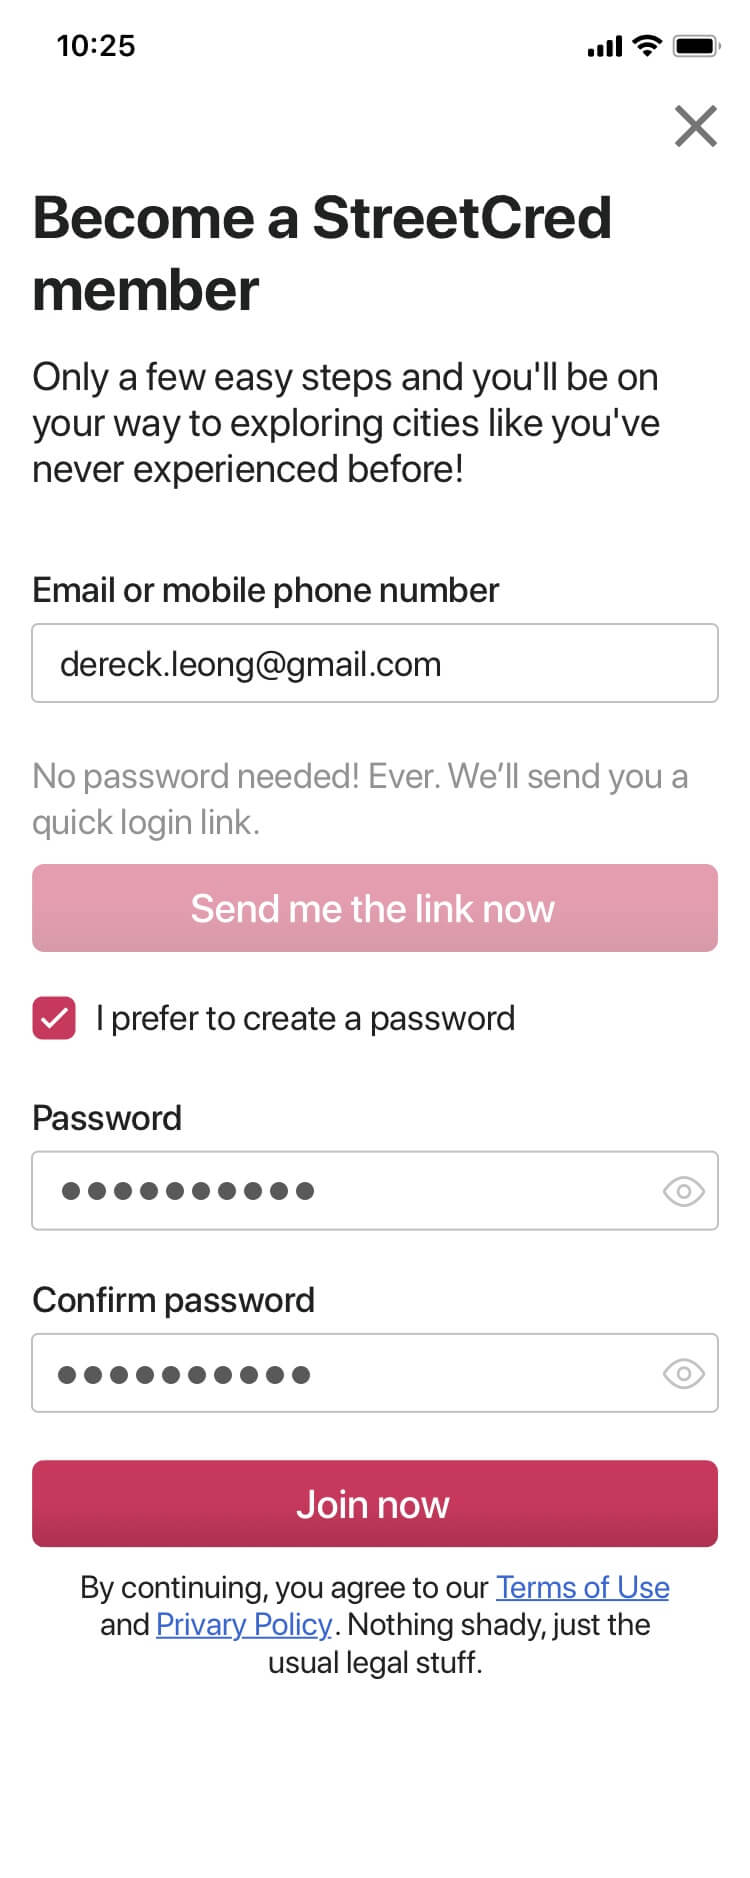 10:25
Become a StreetCred
member
Only a few easy steps and you'll be on
your way to exploring cities like you've
never experienced before!
Email or mobile phone number
dereck.leong@gmail.com
No password needed! Ever. We’ll send you a
quick login link.
Send me the link now
I prefer to create a password
Password
●●●●●●●●●●
Confirm password
●●●●●●●●●●
Join now
By continuing, you agree to our Terms of Use
and Privary Policy. Nothing shady, just the
usual legal stuff.